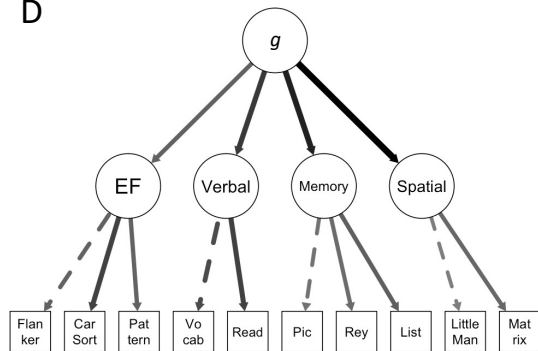 D
g
EF
Verbal
Memory
Spatial
Flan
ker
Car
Sort
Pat
tern
Vo
cab
Read
Pic
Rey
List
Little
Man
Mat
rix